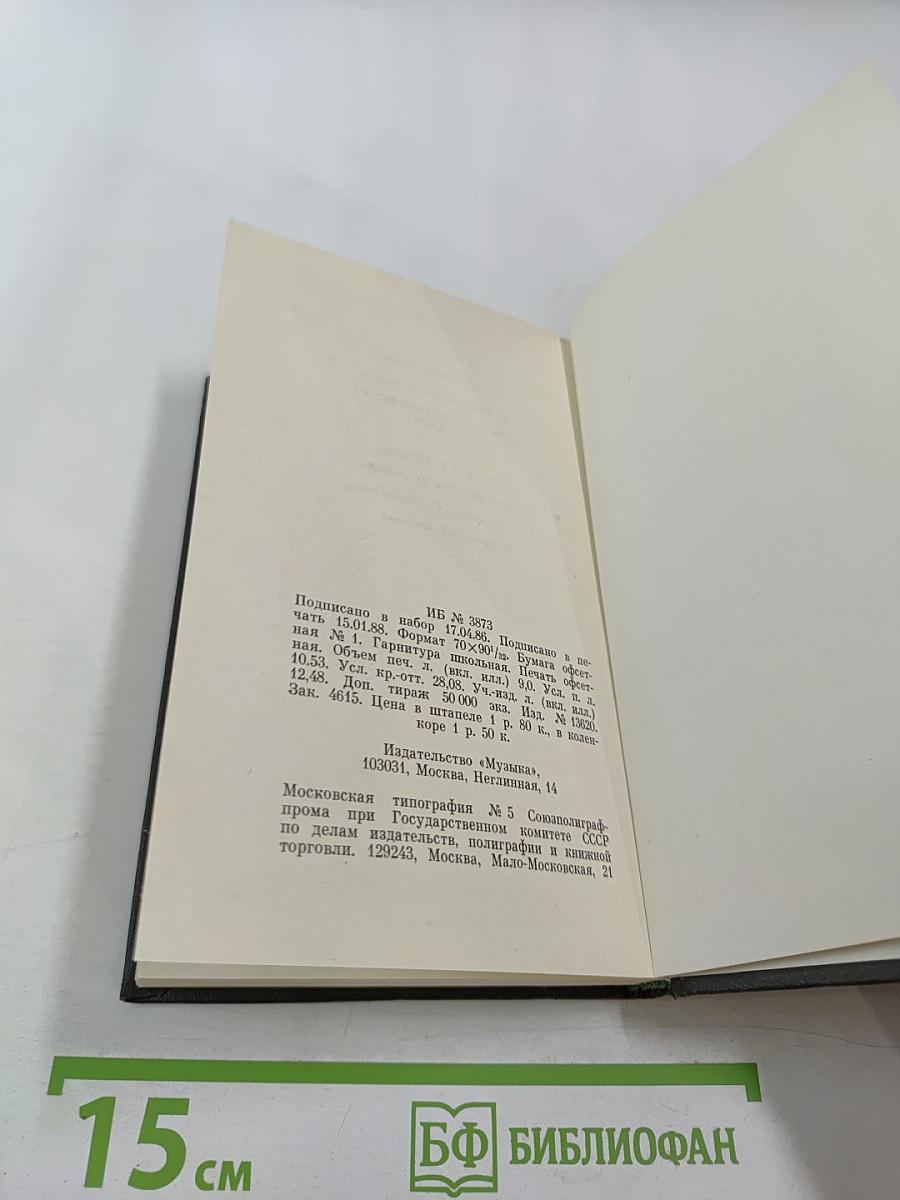 ИБ № 3873
Подписано в набор 17.04.86. Подписано в пе-
чать 15.01.88. Формат 70×90¹/₃₂. Бумага офсет-
ная № 1. Гарнитура школьная. Печать офсет-
ная. Объем печ. л. (вкл. илл.) 9,0. Усл. п. л.
10.53. Усл. кр.-отт. 28,08. Уч.-изд. л. (вкл. илл.)
12,48. Доп. тираж 50 000 экз. Изд. № 13620.
Зак. 4615. Цена в штапеле 1 р. 80 к., в колен-
коре 1 р. 50 к.
Издательство «Музыка»,
103031, Москва, Неглинная, 14
Московская типография № 5 Союзполиграф-
прома при Государственном комитете СССР
по делам издательств, полиграфии и книжной
торговли. 129243, Москва, Мало-Московская, 21
15 см
БФ БИБЛИОФАН